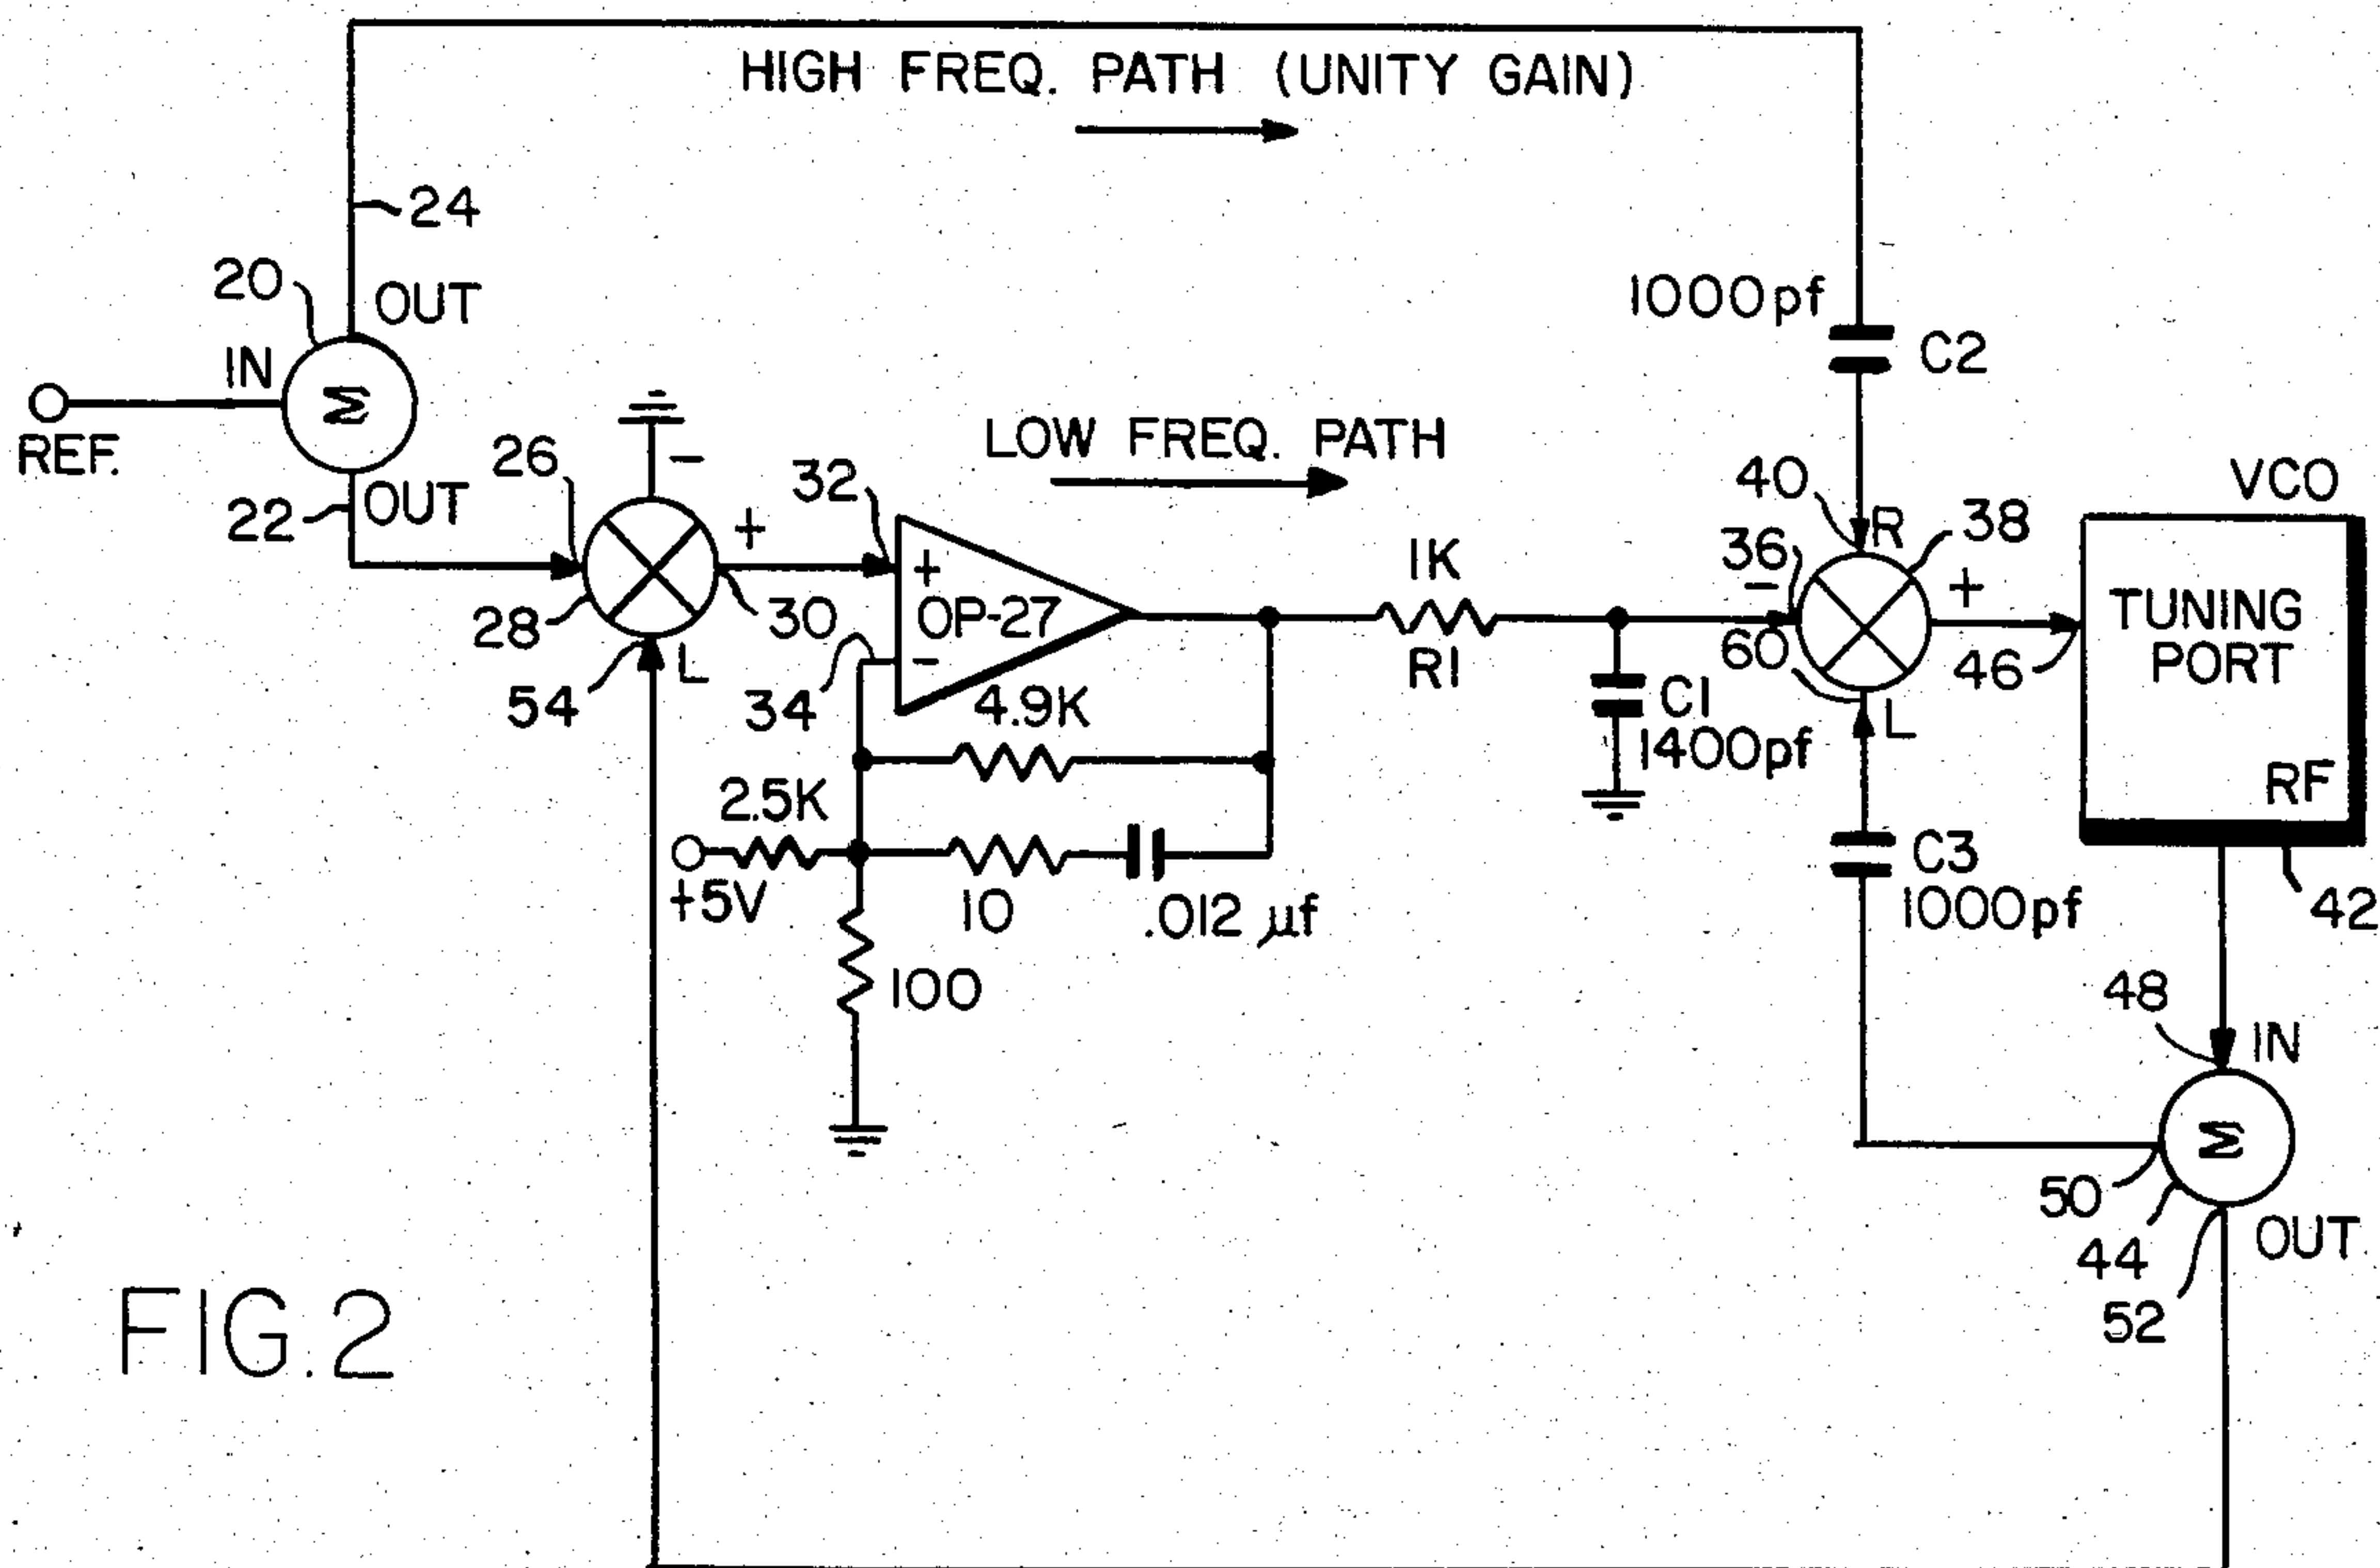 HIGH FREQ. PATH (UNITY GAIN)
24
20
OUT
IN
Σ
REF.
22
OUT
1000pf
C2
LOW FREQ. PATH
26
-
28
+
30
54
L
32
+
OP-27
-
34
4.9K
2.5K
+5V
10
.012 μf
100
1K
R1
C1
1400pf
40
R
36
-
38
+
60
L
46
VCO
TUNING
PORT
RF
42
C3
1000pf
48
IN
Σ
50
44
OUT
52
FIG.2